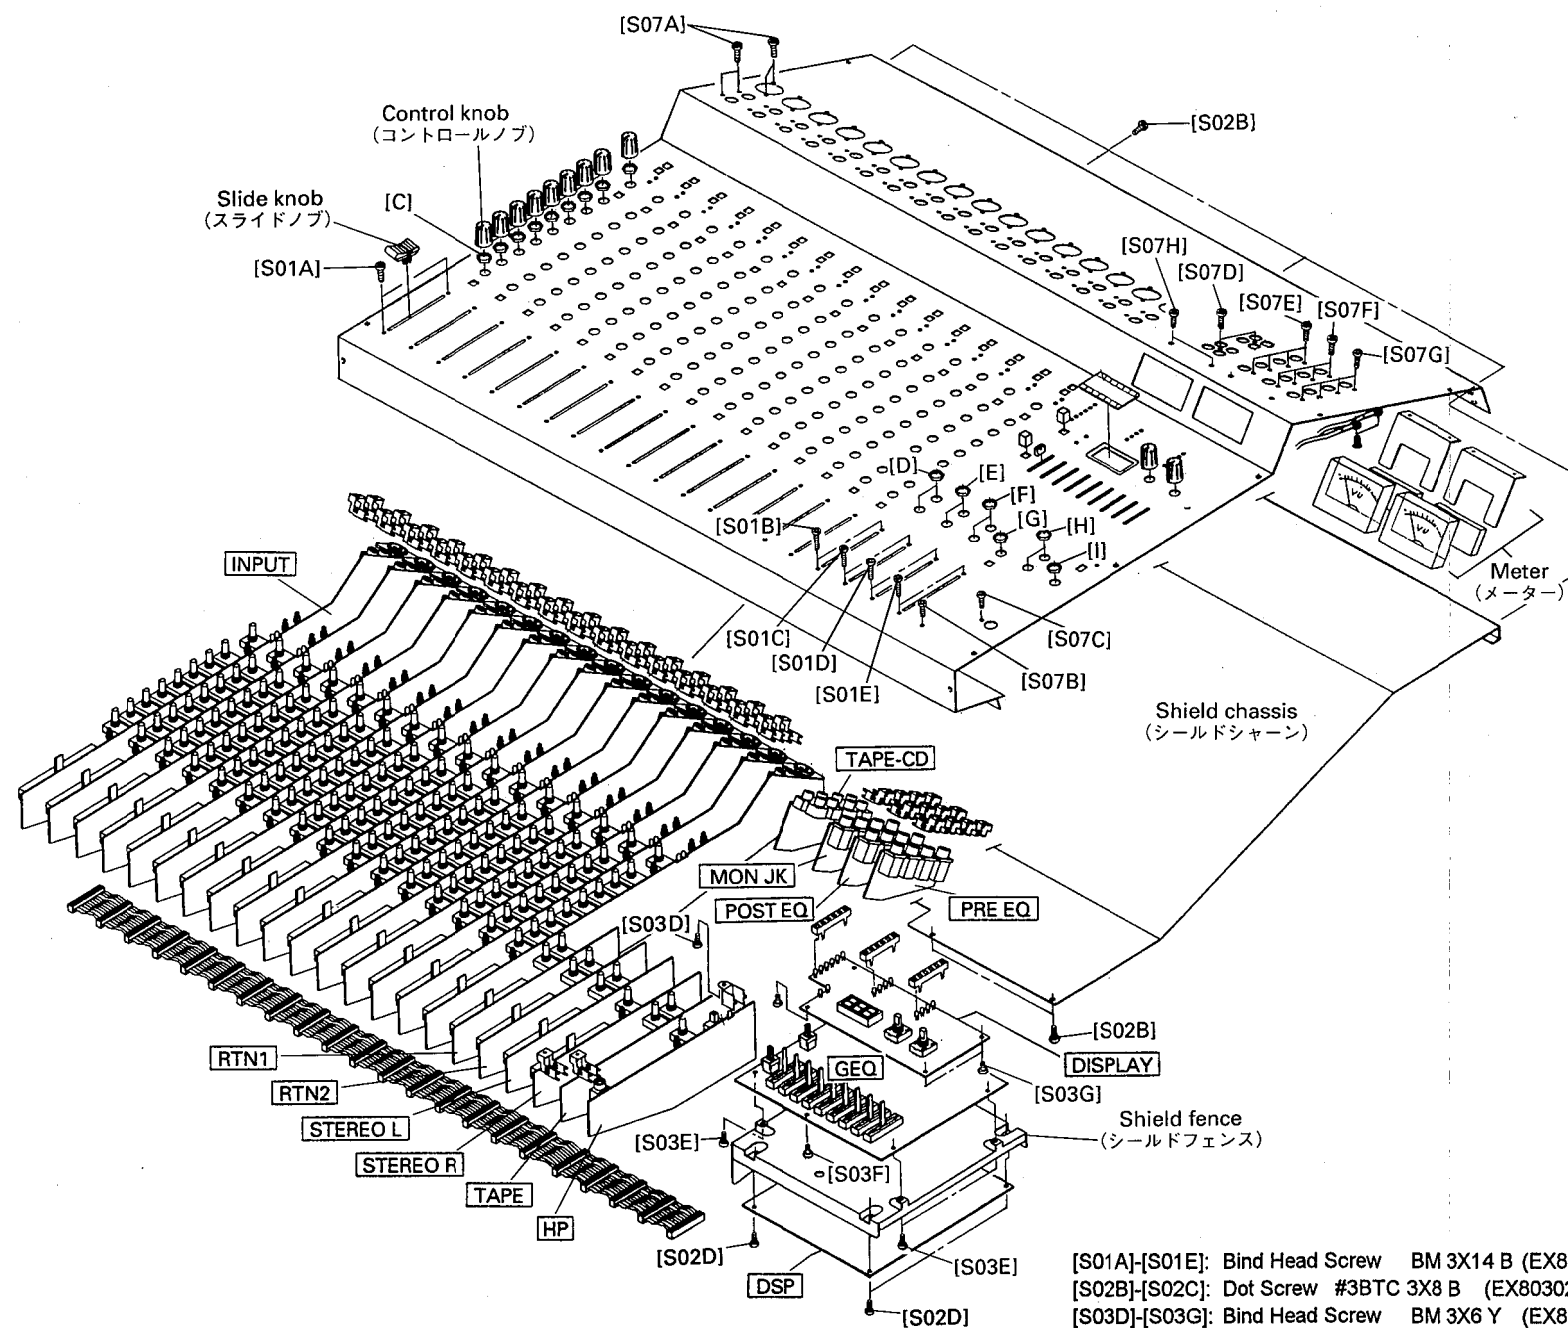 [S07A]
Control knob
(コントロールノブ)
[S02B]
Slide knob
(スライドノブ)
[C]
[S01A]
[S07H]
[S07D]
[S07E]
[S07F]
[S07G]
[D]
[E]
[F]
[G]
[H]
[I]
[S01B]
VU
VU
Meter
(メーター)
INPUT
[S01C]
[S01D]
[S01E]
[S07C]
[S07B]
Shield chassis
(シールドシャーシ)
TAPE-CD
MON JK
POST EQ
PRE EQ
[S03D]
[S02B]
RTN1
RTN2
STEREO L
STEREO R
TAPE
HP
GEQ
DISPLAY
[S03G]
Shield fence
(シールドフェンス)
[S03E]
[S03F]
[S02D]
[S03E]
DSP
[S02D]
[S01A]-[S01E]: Bind Head Screw BM 3X14 B (EX8
[S02B]-[S02C]: Dot Screw #3BTC 3X8 B (EX80302
[S03D]-[S03G]: Bind Head Screw BM 3X6 Y (EX8